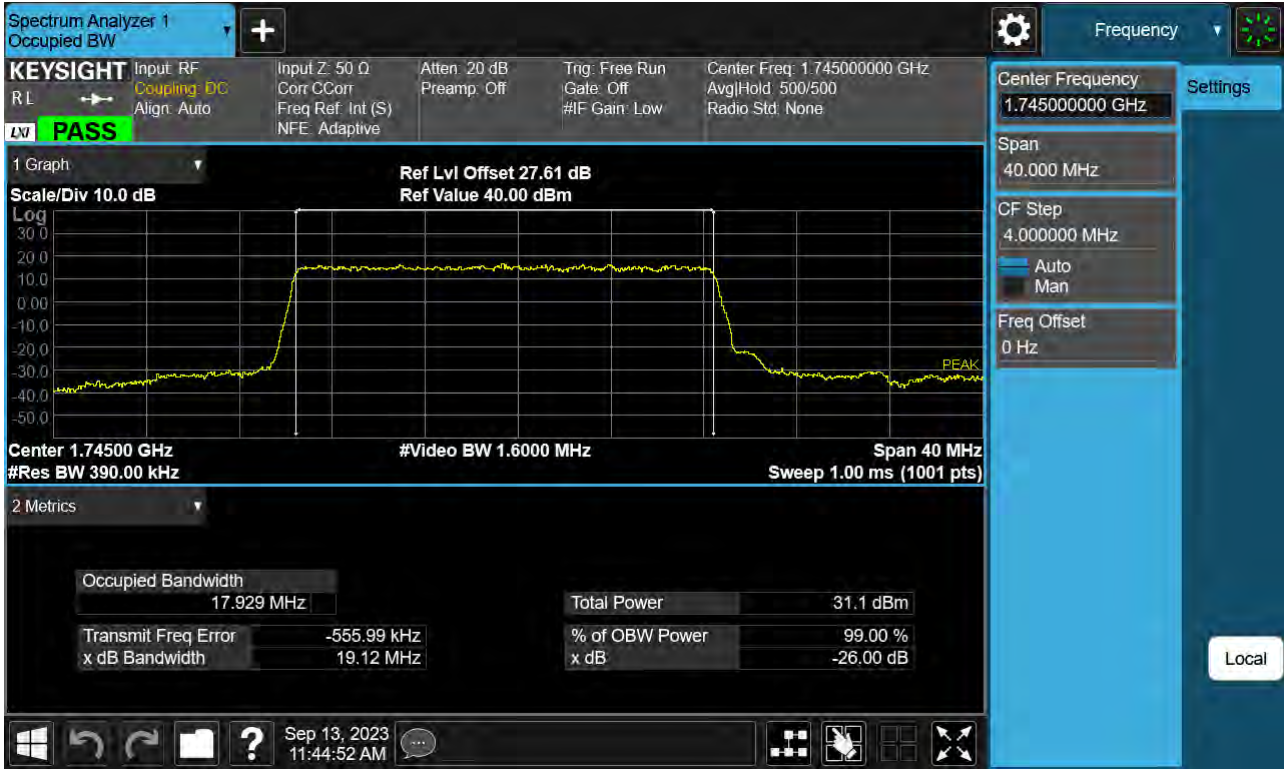 Spectrum Analyzer 1
Occupied BW
Frequency
KEYSIGHT
Input: RF
Coupling: DC
Align: Auto
Input Z: 50 Ω
Corr CCorr
Freq Ref: Int (S)
NFE: Adaptive
Atten: 20 dB
Preamp: Off
Trig: Free Run
Gate: Off
#IF Gain: Low
Center Freq: 1.745000000 GHz
Avg|Hold: 500/500
Radio Std: None
R L
LXI
PASS
1 Graph
Scale/Div 10.0 dB
Ref Lvl Offset 27.61 dB
Ref Value 40.00 dBm
Log
30.0
20.0
10.0
0.00
-10.0
-20.0
-30.0
-40.0
-50.0
PEAK
Center 1.74500 GHz
#Video BW 1.6000 MHz
Span 40 MHz
#Res BW 390.00 kHz
Sweep 1.00 ms (1001 pts)
2 Metrics
Occupied Bandwidth
17.929 MHz
Total Power 31.1 dBm
Transmit Freq Error -555.99 kHz
% of OBW Power 99.00 %
x dB Bandwidth 19.12 MHz
x dB -26.00 dB
Center Frequency
1.745000000 GHz
Settings
Span
40.000 MHz
CF Step
4.000000 MHz
Auto
Man
Freq Offset
0 Hz
Local
?
Sep 13, 2023
11:44:52 AM